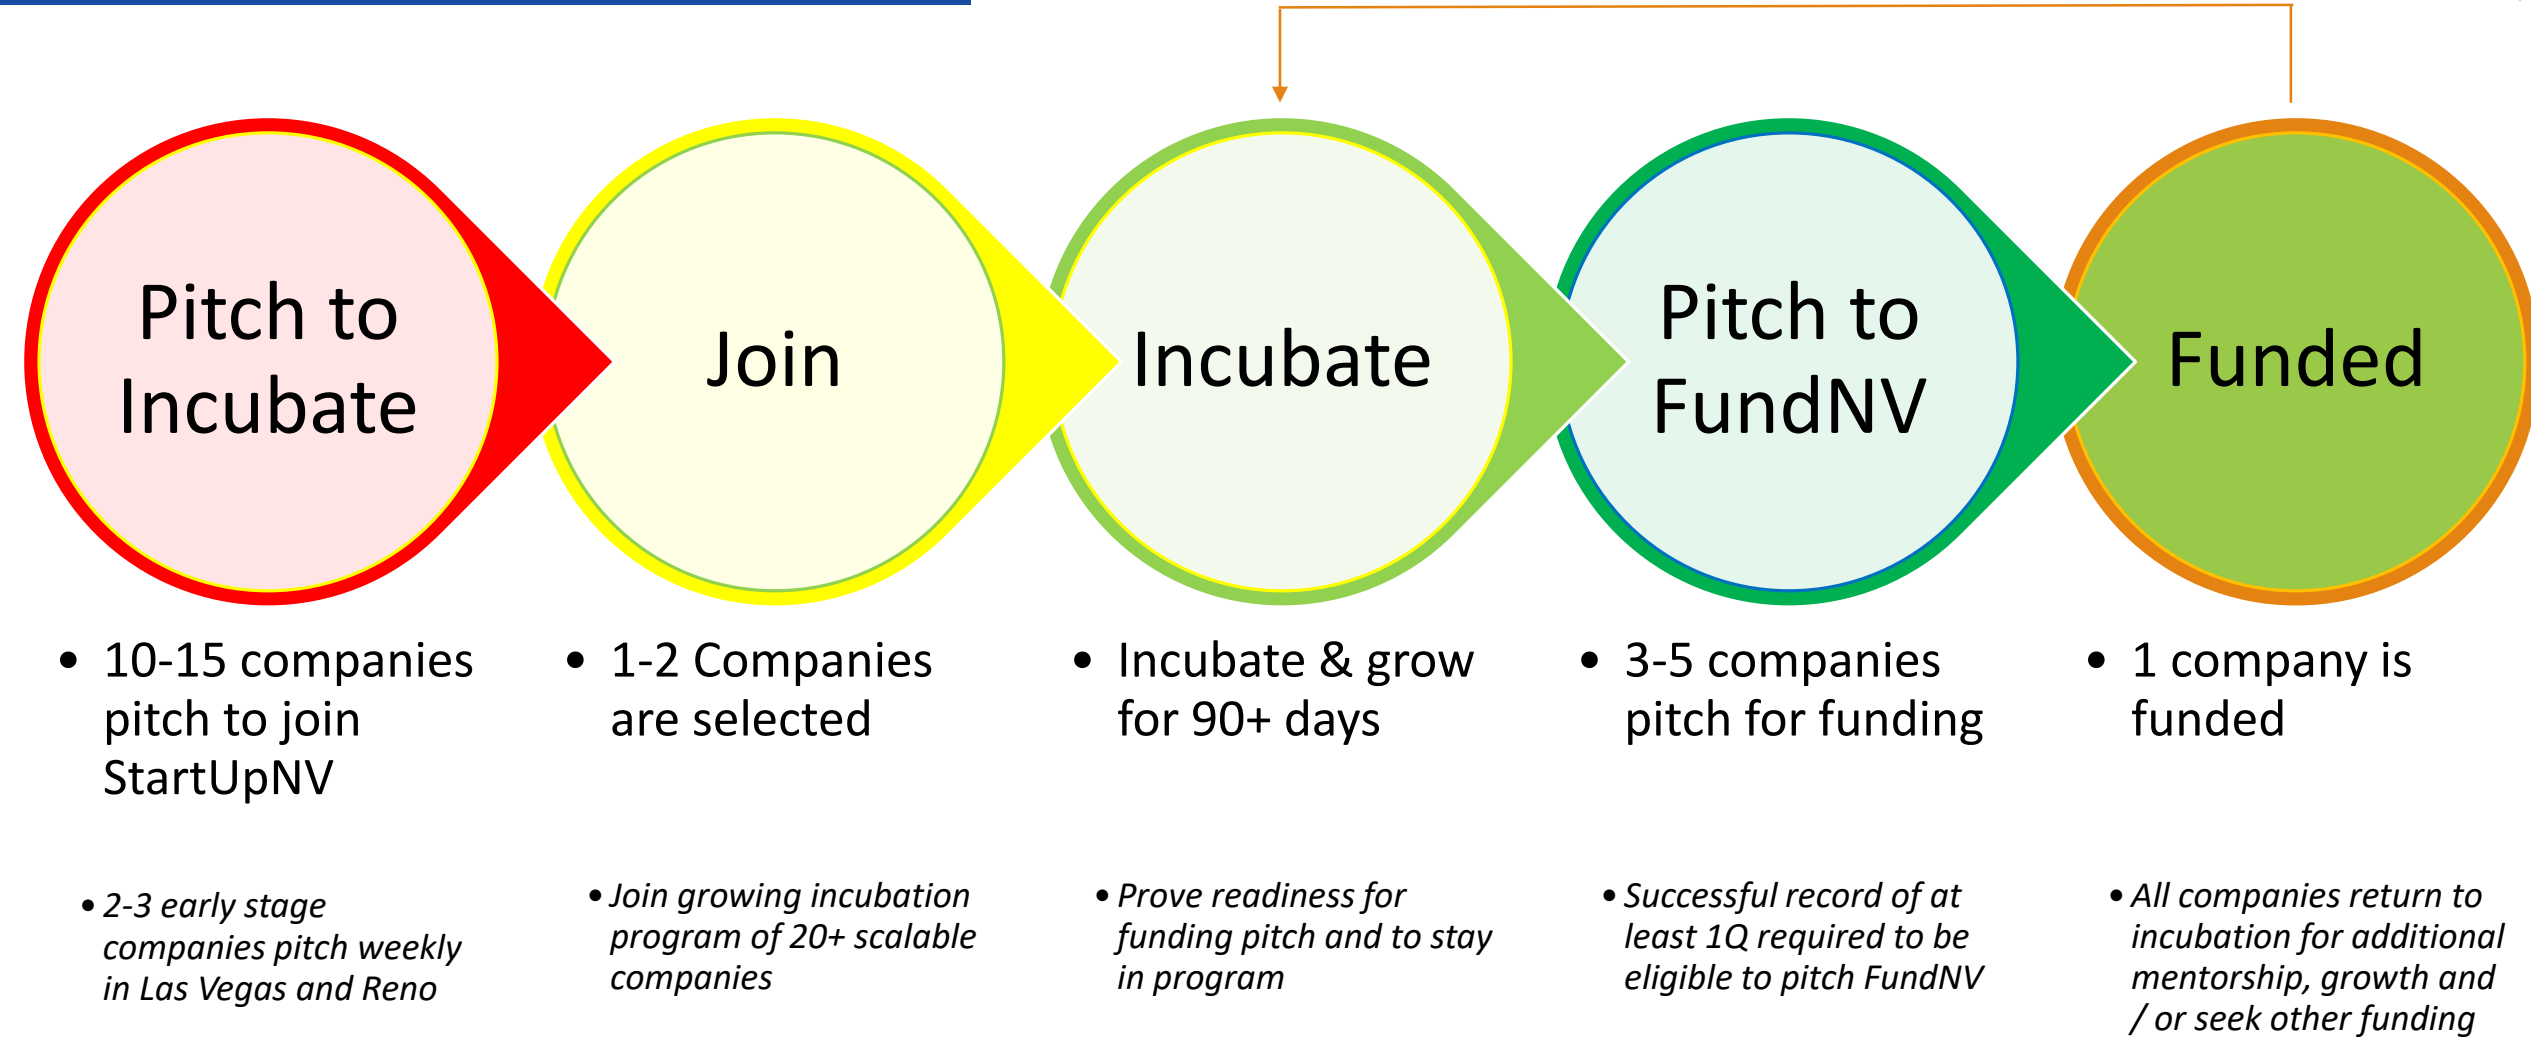 Pitch to
Incubate
Join
Incubate
Pitch to
FundNV
Funded
• 10-15 companies
pitch to join
StartUpNV
• 1-2 Companies
are selected
• Incubate & grow
for 90+ days
• 3-5 companies
pitch for funding
• 1 company is
funded
• 2-3 early stage
companies pitch weekly
in Las Vegas and Reno
• Join growing incubation
program of 20+ scalable
companies
• Prove readiness for
funding pitch and to stay
in program
• Successful record of at
least 1Q required to be
eligible to pitch FundNV
• All companies return to
incubation for additional
mentorship, growth and
/ or seek other funding